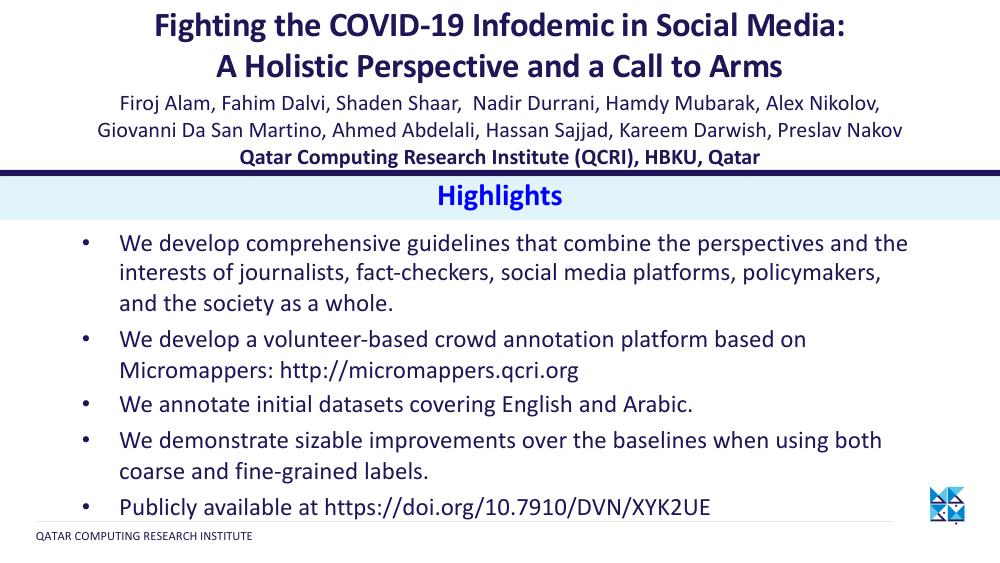 Fighting the COVID-19 Infodemic in Social Media:
A Holistic Perspective and a Call to Arms
Firoj Alam, Fahim Dalvi, Shaden Shaar,  Nadir Durrani, Hamdy Mubarak, Alex Nikolov,
Giovanni Da San Martino, Ahmed Abdelali, Hassan Sajjad, Kareem Darwish, Preslav Nakov
Qatar Computing Research Institute (QCRI), HBKU, Qatar
Highlights
• We develop comprehensive guidelines that combine the perspectives and the
interests of journalists, fact-checkers, social media platforms, policymakers,
and the society as a whole.
• We develop a volunteer-based crowd annotation platform based on
Micromappers: http://micromappers.qcri.org
• We annotate initial datasets covering English and Arabic.
• We demonstrate sizable improvements over the baselines when using both
coarse and fine-grained labels.
• Publicly available at https://doi.org/10.7910/DVN/XYK2UE
QATAR COMPUTING RESEARCH INSTITUTE